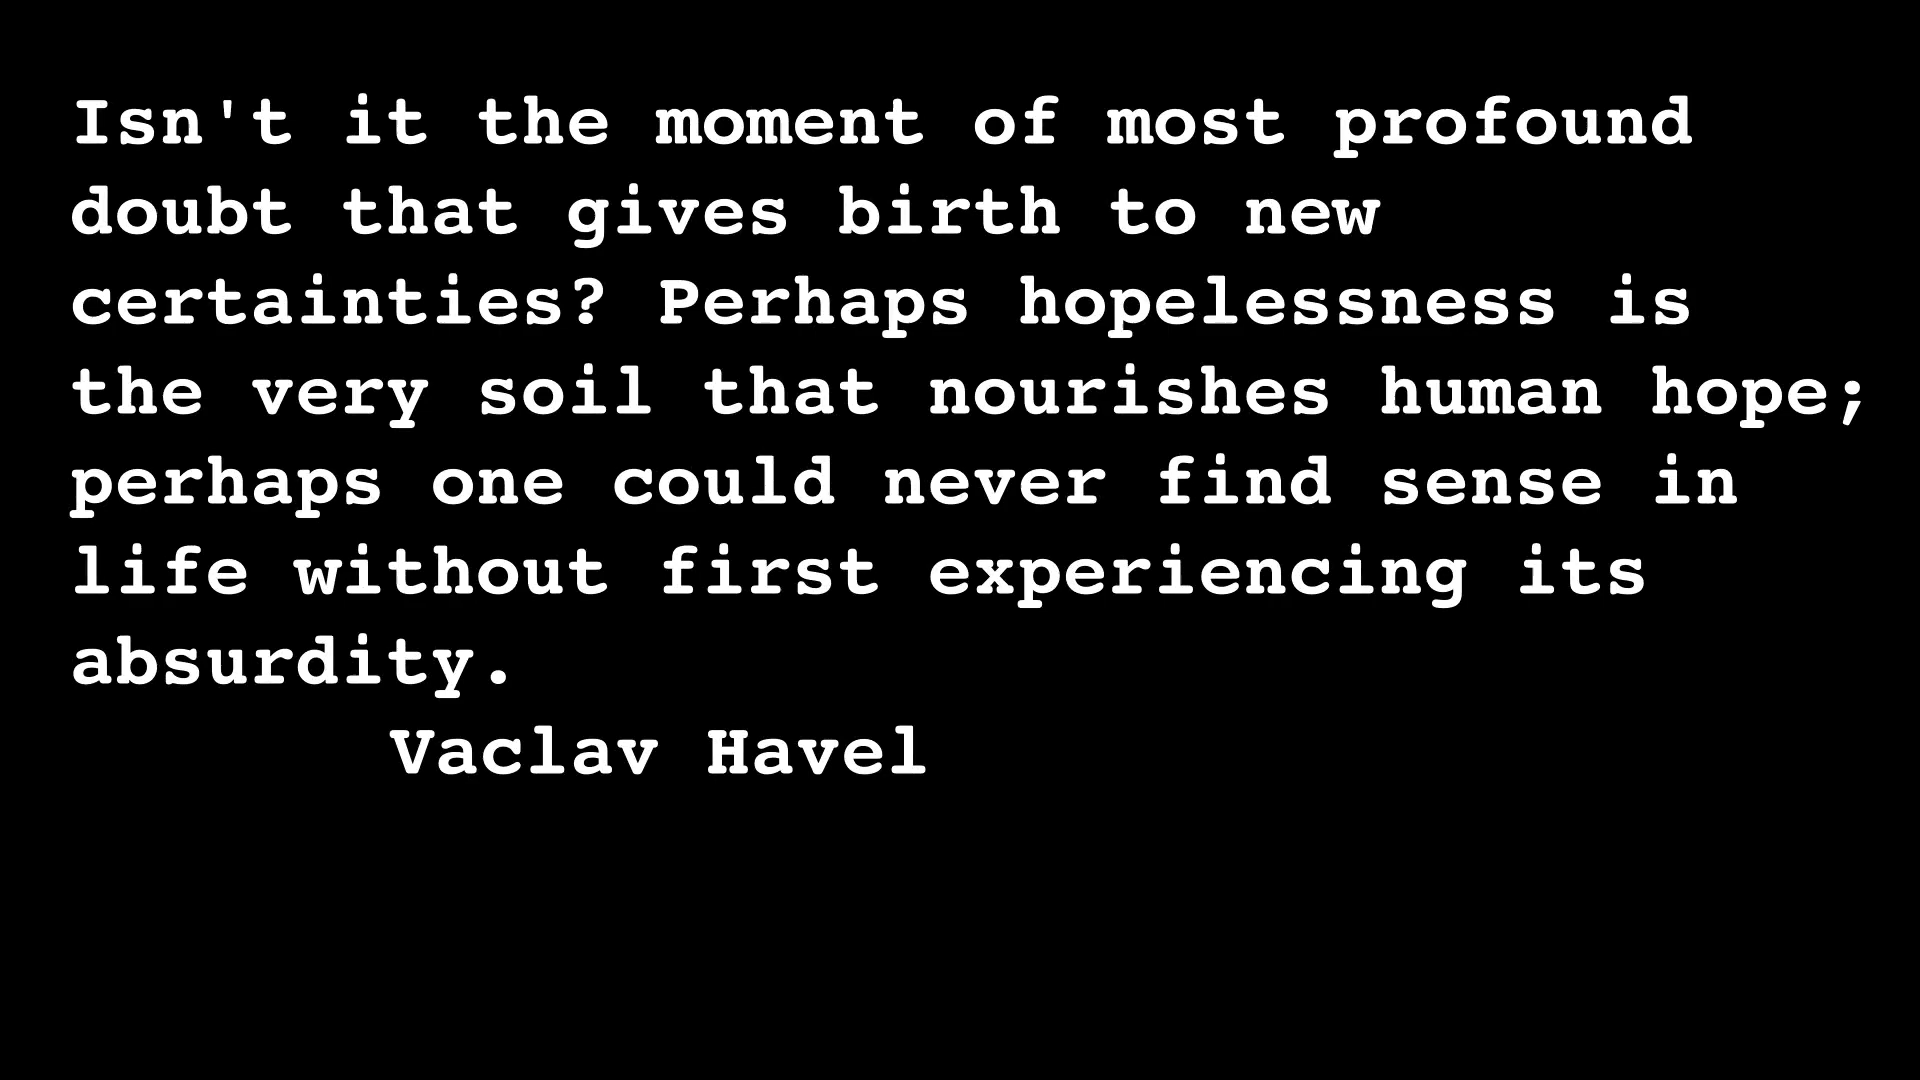 Isn't it the moment of most profound
doubt that gives birth to new
certainties? Perhaps hopelessness is
the very soil that nourishes human hope;
perhaps one could never find sense in
life without first experiencing its
absurdity.
Vaclav Havel